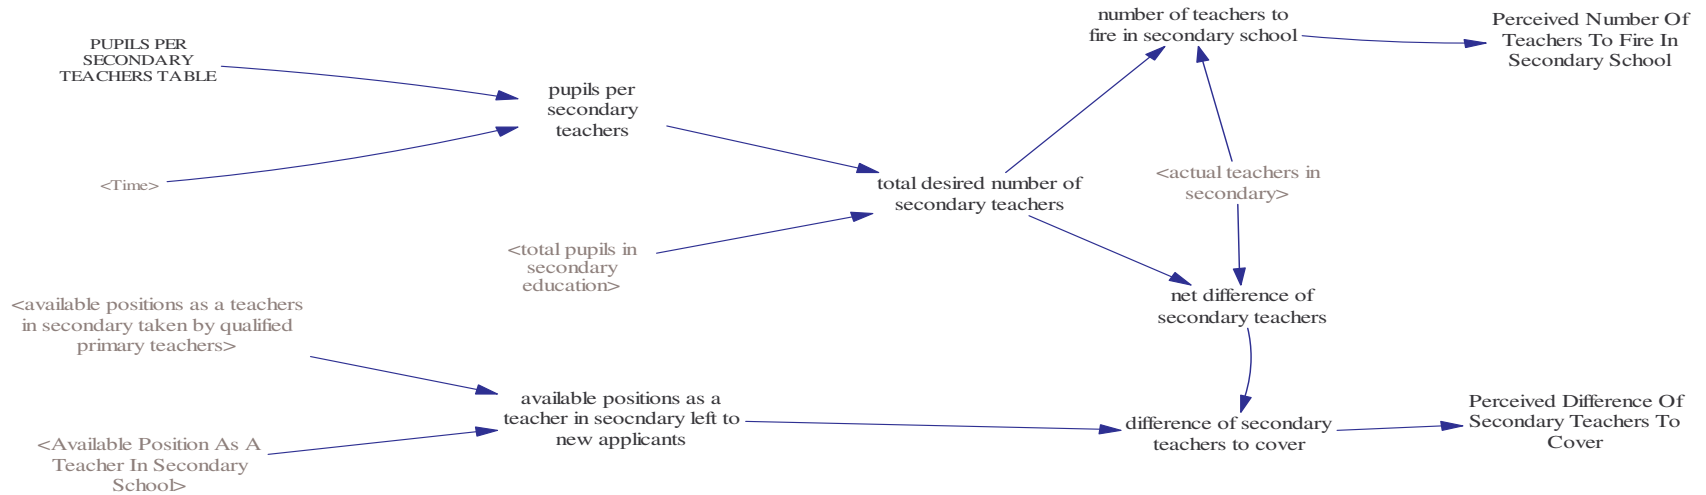 number of teachers to
fire in secondary school
Perceived Number Of
Teachers To Fire In
Secondary School
PUPILS PER
SECONDARY
TEACHERS TABLE
pupils per
secondary
teachers
<Time>
total desired number of
secondary teachers
<actual teachers in
secondary>
<total pupils in
secondary
education>
net difference of
secondary teachers
<available positions as a teachers
in secondary taken by qualified
primary teachers>
available positions as a
teacher in seocndary left to
new applicants
difference of secondary
teachers to cover
Perceived Difference Of
Secondary Teachers To
Cover
<Available Position As A
Teacher In Secondary
School>